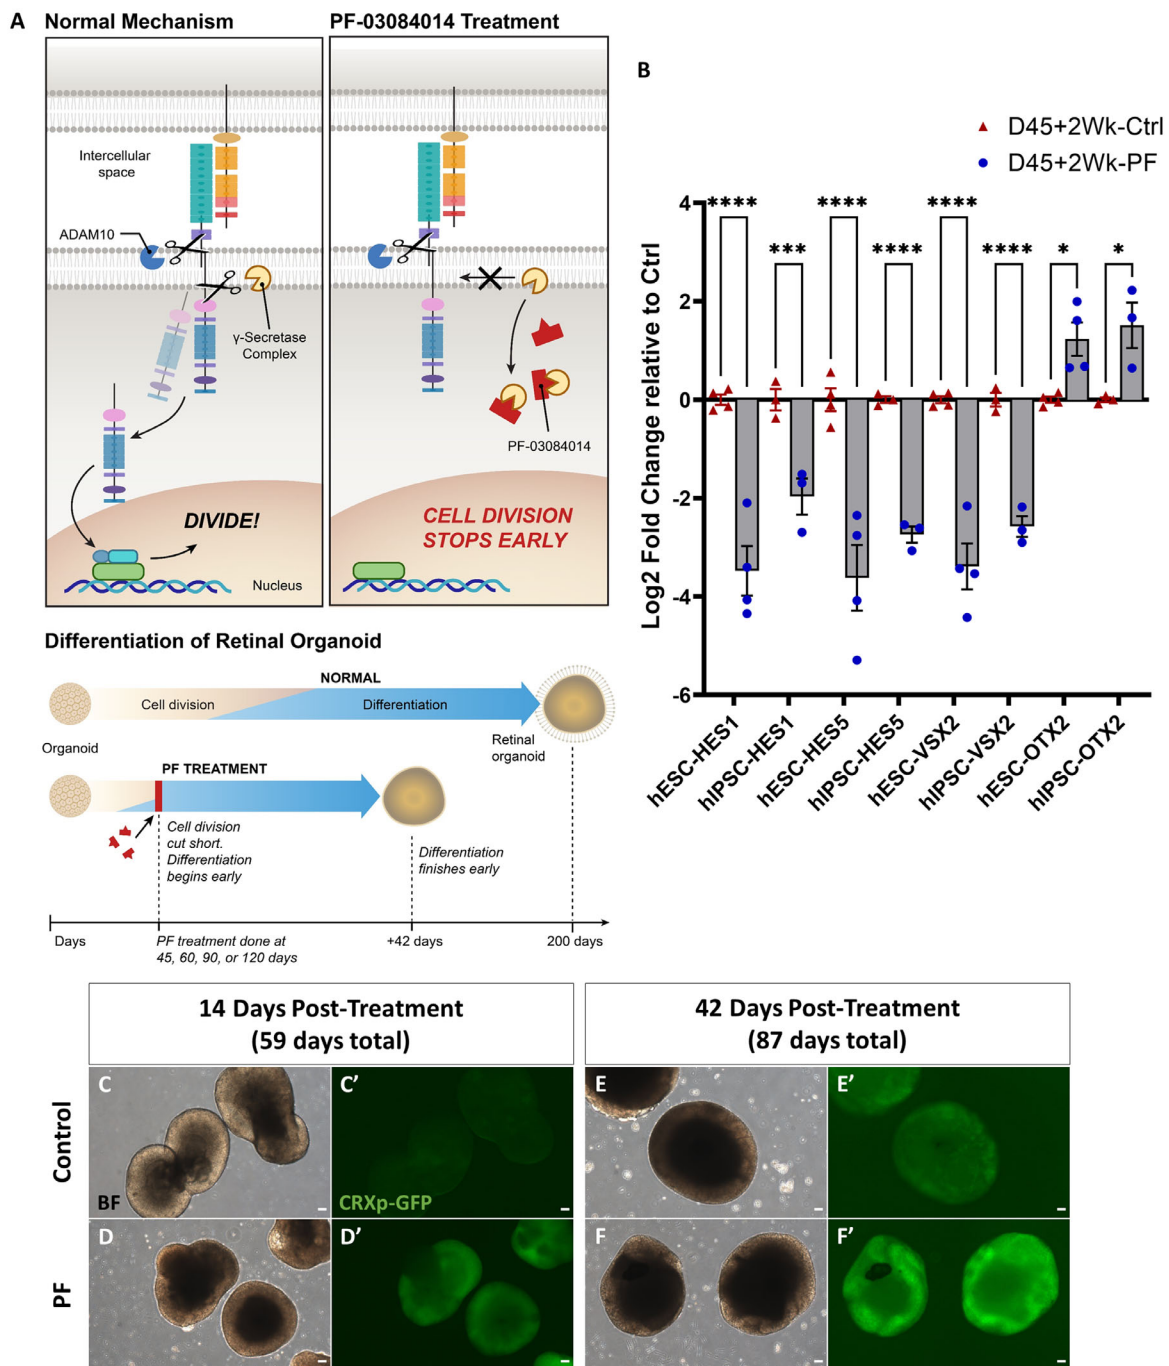 A
Normal Mechanism
PF-03084014 Treatment
Intercellular
space
ADAM10
γ-Secretase
Complex
DIVIDE!
Nucleus
PF-03084014
CELL DIVISION
STOPS EARLY
B
D45+2Wk-Ctrl
D45+2Wk-PF
Log2 Fold Change relative to Ctrl
4
2
0
-2
-4
-6
****
***
****
****
****
****
*
*
hESC-HES1
hIPSC-HES1
hESC-HES5
hIPSC-HES5
hESC-VSX2
hIPSC-VSX2
hESC-OTX2
hIPSC-OTX2
Differentiation of Retinal Organoid
NORMAL
Cell division
Differentiation
Organoid
Retinal
organoid
PF TREATMENT
Cell division
cut short.
Differentiation
begins early
Differentiation
finishes early
Days
PF treatment done at
45, 60, 90, or 120 days
+42 days
200 days
14 Days Post-Treatment
(59 days total)
42 Days Post-Treatment
(87 days total)
Control
C
BF
C'
CRXp-GFP
E
E'
PF
D
D'
F
F'